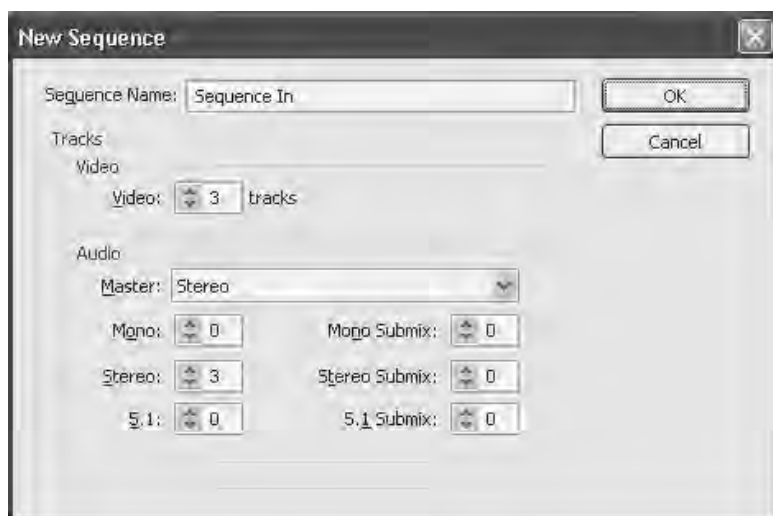 New Sequence
Sequence Name: Sequence In
OK
Tracks
Cancel
Video
Video: 3 tracks
Audio
Master: Stereo
Mono: 0 Mono Submix: 0
Stereo: 3 Stereo Submix: 0
5.1: 0 5.1 Submix: 0